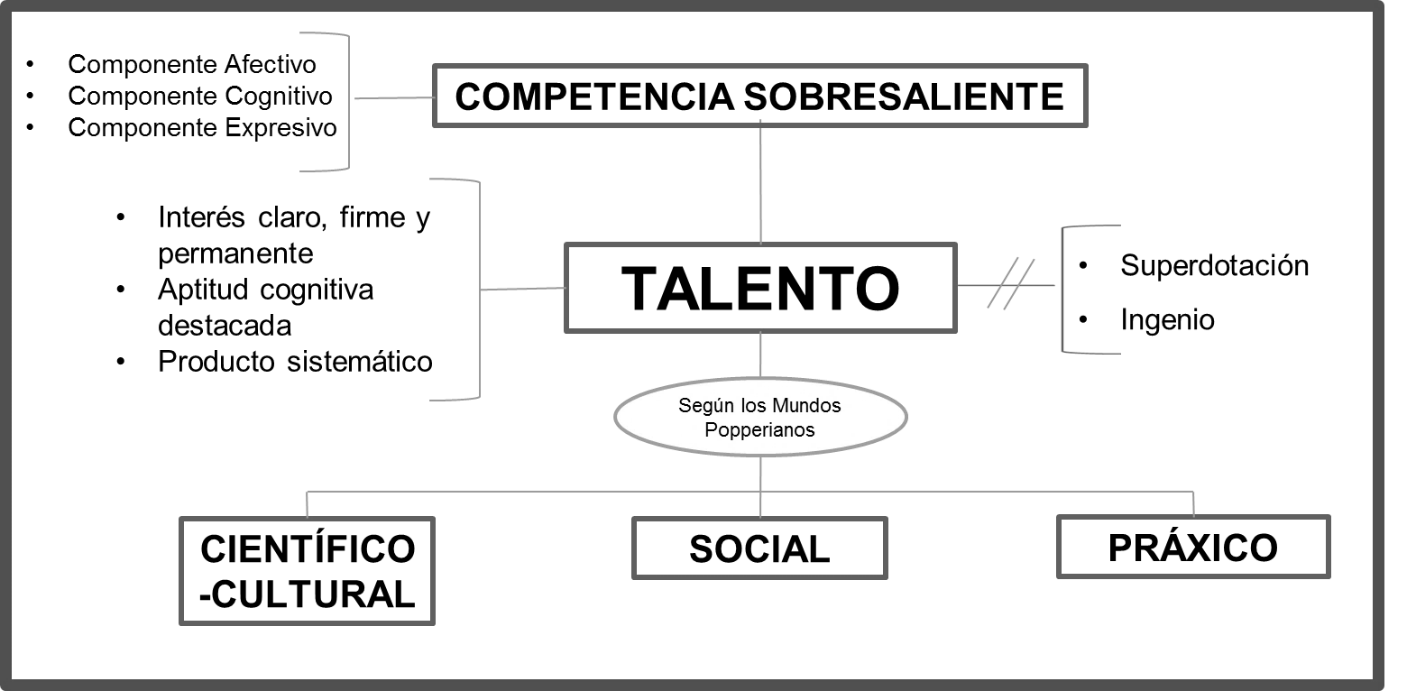 • Componente Afectivo
• Componente Cognitivo
• Componente Expresivo
COMPETENCIA SOBRESALIENTE
• Interés claro, firme y
permanente
• Aptitud cognitiva
destacada
• Producto sistemático
TALENTO
• Superdotación
• Ingenio
Según los Mundos
Popperianos
CIENTÍFICO
-CULTURAL
SOCIAL
PRÁXICO